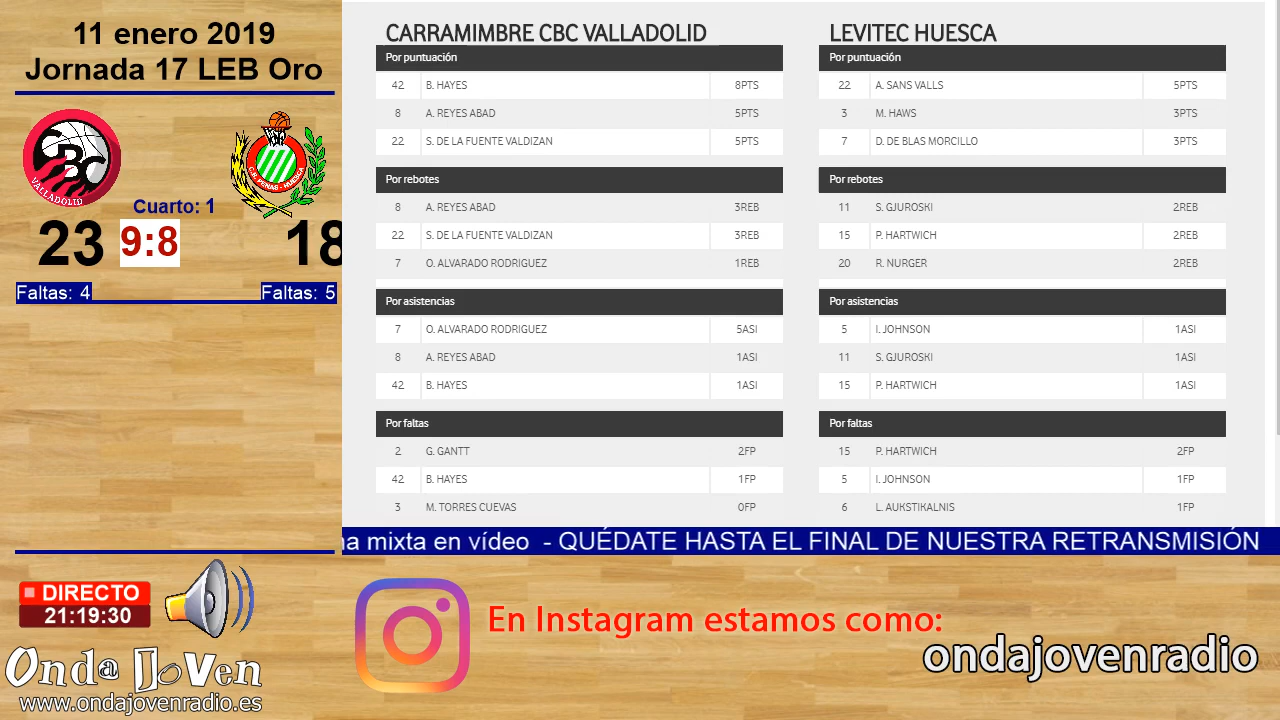 11 enero 2019
Jornada 17 LEB Oro
VALLADOLID
C.B. PEÑAS - HUESCA
Cuarto: 1
23 9:8 18
Faltas: 4 Faltas: 5
CARRAMIMBRE CBC VALLADOLID
Por puntuación
42 B. HAYES 8PTS
8 A. REYES ABAD 5PTS
22 S. DE LA FUENTE VALDIZAN 5PTS
Por rebotes
8 A. REYES ABAD 3REB
22 S. DE LA FUENTE VALDIZAN 3REB
7 O. ALVARADO RODRIGUEZ 1REB
Por asistencias
7 O. ALVARADO RODRIGUEZ 5ASI
8 A. REYES ABAD 1ASI
42 B. HAYES 1ASI
Por faltas
2 G. GANTT 2FP
42 B. HAYES 1FP
3 M. TORRES CUEVAS 0FP
LEVITEC HUESCA
Por puntuación
22 A. SANS VALLS 5PTS
3 M. HAWS 3PTS
7 D. DE BLAS MORCILLO 3PTS
Por rebotes
11 S. GJUROSKI 2REB
15 P. HARTWICH 2REB
20 R. NURGER 2REB
Por asistencias
5 I. JOHNSON 1ASI
11 S. GJUROSKI 1ASI
15 P. HARTWICH 1ASI
Por faltas
15 P. HARTWICH 2FP
5 I. JOHNSON 1FP
6 L. AUKSTIKALNIS 1FP
na mixta en vídeo - QUÉDATE HASTA EL FINAL DE NUESTRA RETRANSMISIÓN
DIRECTO
21:19:30
Onda Joven
www.ondajovenradio.es
En Instagram estamos como:
ondajovenradio